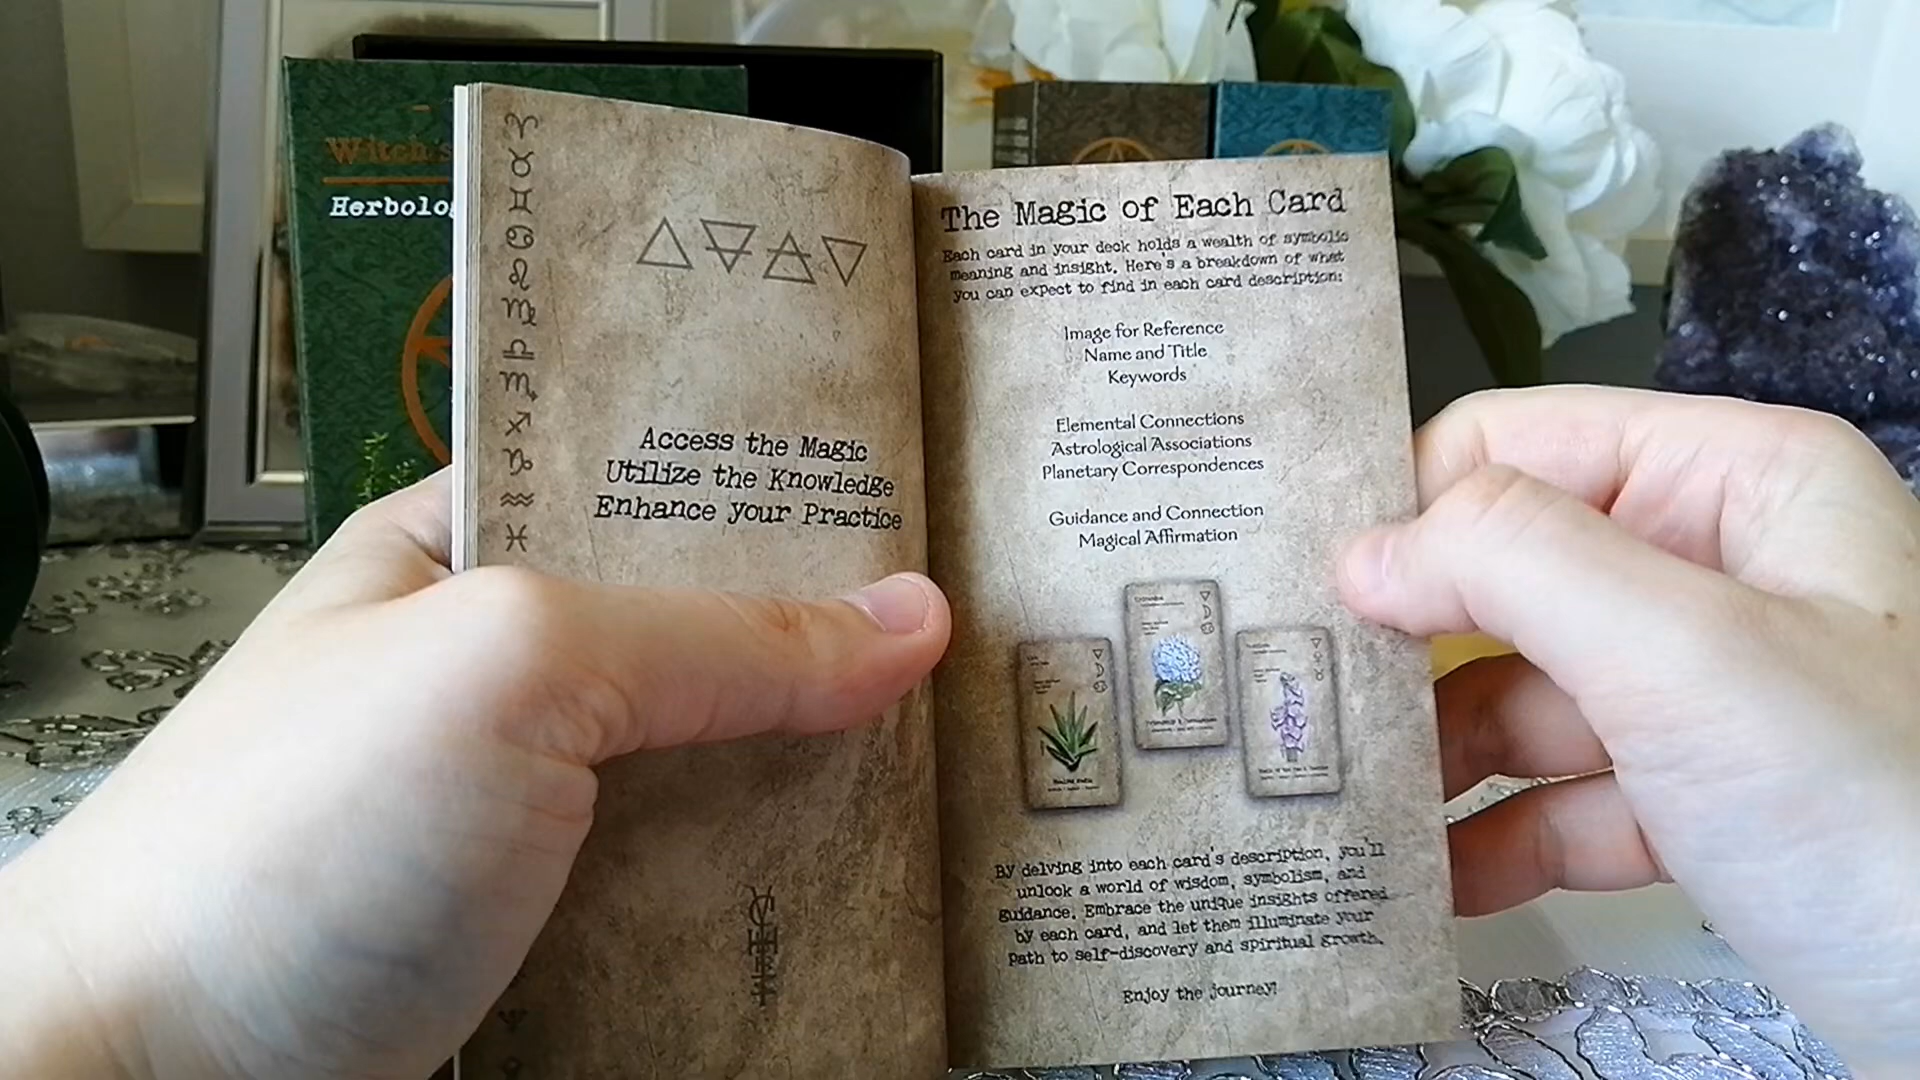 Witch's
Herbolo
Access the Magic
Utilize the Knowledge
Enhance your Practice
The Magic of Each Card
Each card in your deck holds a wealth of symbolic
meaning and insight. Here's a breakdown of what
you can expect to find in each card description:
Image for Reference
Name and Title
Keywords
Elemental Connections
Astrological Associations
Planetary Correspondences
Guidance and Connection
Magical Affirmation
By delving into each card's description, you'll
unlock a world of wisdom, symbolism, and
guidance. Embrace the unique insights offered
by each card, and let them illuminate your
path to self-discovery and spiritual growth.
Enjoy the journey!